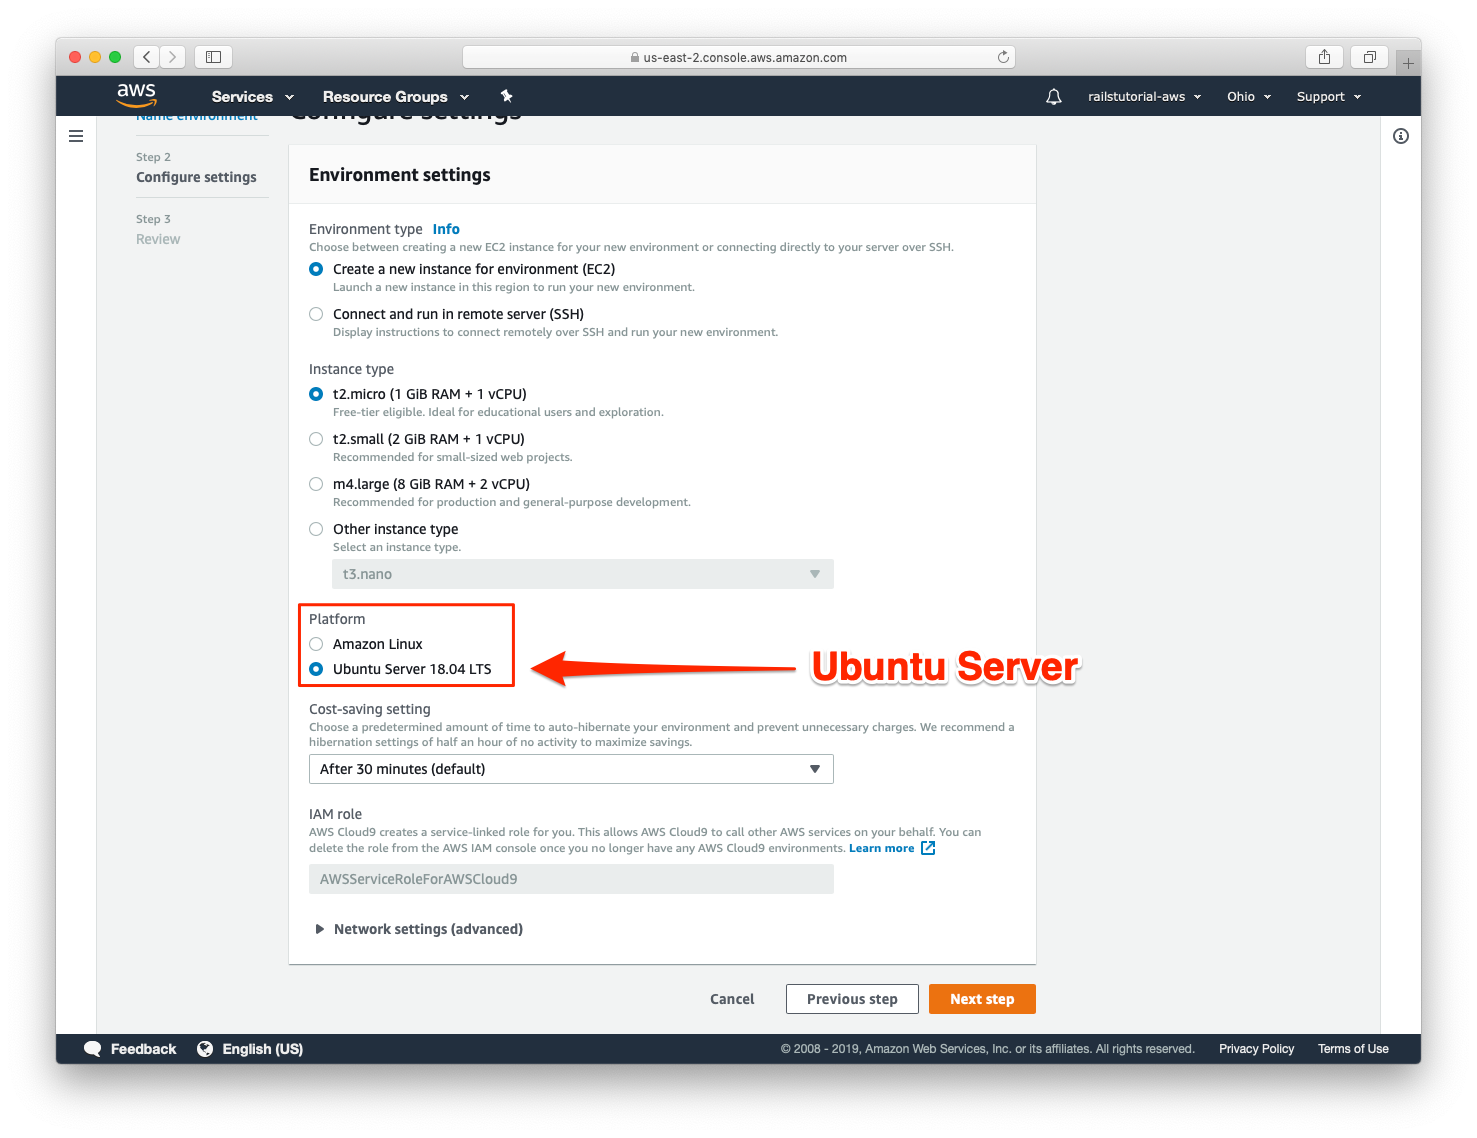 us-east-2.console.aws.amazon.com
aws
Services
Resource Groups
railstutorial-aws
Ohio
Support
Name environment
Configure settings
Step 2
Configure settings
Step 3
Review
Environment settings
Environment type Info
Choose between creating a new EC2 instance for your new environment or connecting directly to your server over SSH.
Create a new instance for environment (EC2)
Launch a new instance in this region to run your new environment.
Connect and run in remote server (SSH)
Display instructions to connect remotely over SSH and run your new environment.
Instance type
t2.micro (1 GiB RAM + 1 vCPU)
Free-tier eligible. Ideal for educational users and exploration.
t2.small (2 GiB RAM + 1 vCPU)
Recommended for small-sized web projects.
m4.large (8 GiB RAM + 2 vCPU)
Recommended for production and general-purpose development.
Other instance type
Select an instance type.
t3.nano
Platform
Amazon Linux
Ubuntu Server 18.04 LTS
Ubuntu Server
Cost-saving setting
Choose a predetermined amount of time to auto-hibernate your environment and prevent unnecessary charges. We recommend a
hibernation settings of half an hour of no activity to maximize savings.
After 30 minutes (default)
IAM role
AWS Cloud9 creates a service-linked role for you. This allows AWS Cloud9 to call other AWS services on your behalf. You can
delete the role from the AWS IAM console once you no longer have any AWS Cloud9 environments. Learn more
AWSServiceRoleForAWSCloud9
Network settings (advanced)
Cancel
Previous step
Next step
Feedback
English (US)
© 2008 - 2019, Amazon Web Services, Inc. or its affiliates. All rights reserved.
Privacy Policy
Terms of Use